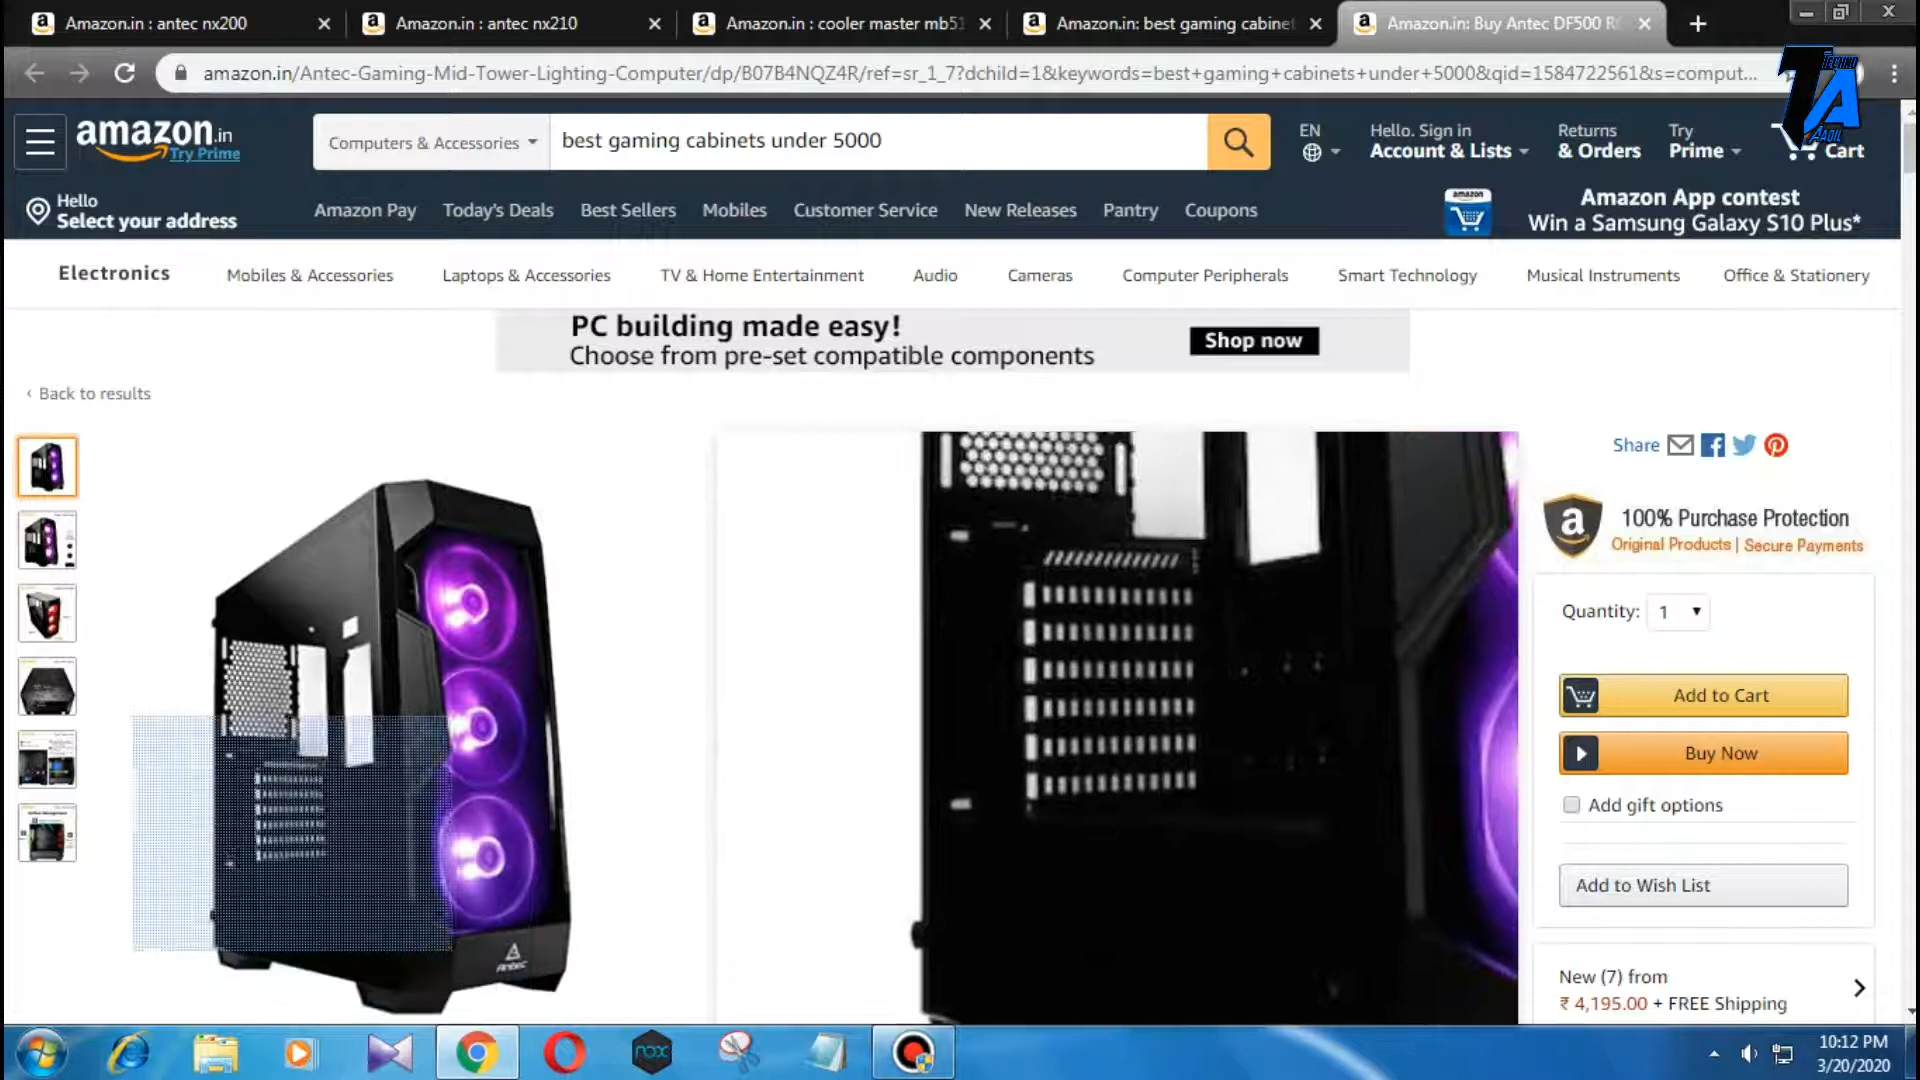 Amazon.in : antec nx200
Amazon.in : antec nx210
Amazon.in : cooler master mb51
Amazon.in: best gaming cabinet
Amazon.in: Buy Antec DF500 R
amazon.in/Antec-Gaming-Mid-Tower-Lighting-Computer/dp/B07B4NQZ4R/ref=sr_1_7?dchild=1&keywords=best+gaming+cabinets+under+5000&qid=1584722561&s=comput...
TECHNO
TA
AADIL
amazon.in
Try Prime
Computers & Accessories
best gaming cabinets under 5000
EN
Hello. Sign in
Account & Lists
Returns
& Orders
Try
Prime
Cart
Hello
Select your address
Amazon Pay
Today's Deals
Best Sellers
Mobiles
Customer Service
New Releases
Pantry
Coupons
amazon
Amazon App contest
Win a Samsung Galaxy S10 Plus*
Electronics
Mobiles & Accessories
Laptops & Accessories
TV & Home Entertainment
Audio
Cameras
Computer Peripherals
Smart Technology
Musical Instruments
Office & Stationery
PC building made easy!
Choose from pre-set compatible components
Shop now
‹ Back to results
Share
100% Purchase Protection
Original Products | Secure Payments
Quantity: 1
Add to Cart
Buy Now
Add gift options
Add to Wish List
New (7) from
₹ 4,195.00 + FREE Shipping
Antec
nox
10:12 PM
3/20/2020